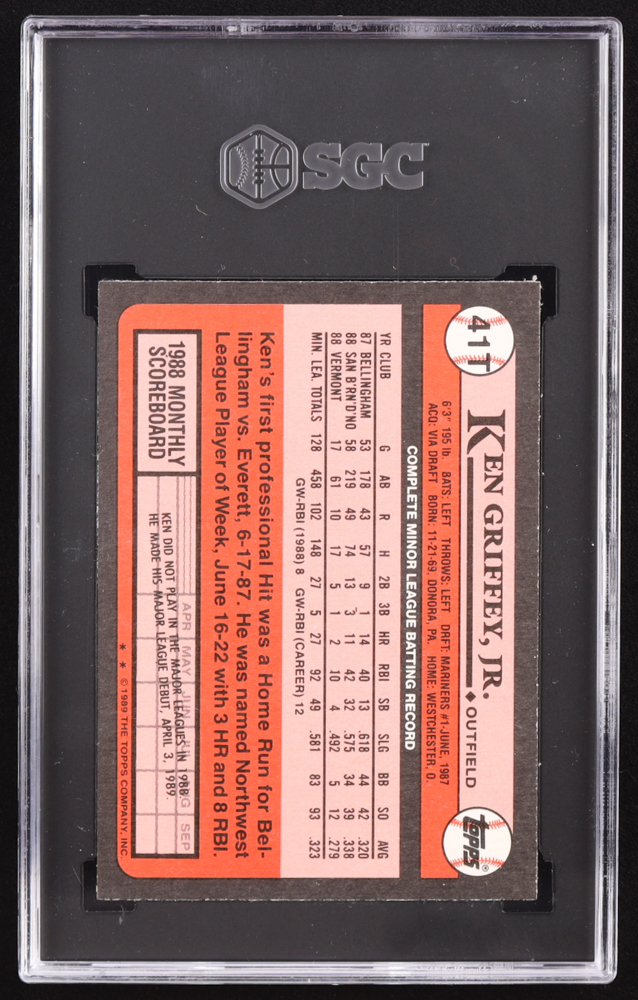 SGC
41T
KEN GRIFFEY, JR. ◆ OUTFIELD
topps®
6'3" 195 lb. BATS: LEFT THROWS: LEFT DRFT: MARINERS #1-JUNE, 1987
ACQ: VIA DRAFT BORN: 11-21-69, DONORA, PA. HOME: WESTCHESTER, O.
COMPLETE MINOR LEAGUE BATTING RECORD
YR CLUB G AB R H 2B 3B HR RBI SB SLG BB SO AVG
87 BELLINGHAM 53 178 43 57 9 1 14 40 13 .618 44 42 .320
88 SAN B'RN'D'NO 58 219 49 74 13 3 11 42 32 .575 34 39 .338
88 VERMONT 17 61 10 17 5 1 2 10 4 .492 5 12 .279
MIN. LEA. TOTALS 128 458 102 148 27 5 27 92 49 .581 83 93 .323
GW-RBI (1988) 8 GW-RBI (CAREER) 12
Ken's first professional Hit was a Home Run for Bel-
lingham vs. Everett, 6-17-87. He was named Northwest
League Player of Week, June 16-22 with 3 HR and 8 RBI.
1988 MONTHLY
SCOREBOARD
APR MAY JUN JUL AUG SEP
KEN DID NOT PLAY IN THE MAJOR LEAGUES IN 1988.
HE MADE HIS MAJOR LEAGUE DEBUT, APRIL 3, 1989.
* * © 1989 THE TOPPS COMPANY, INC.